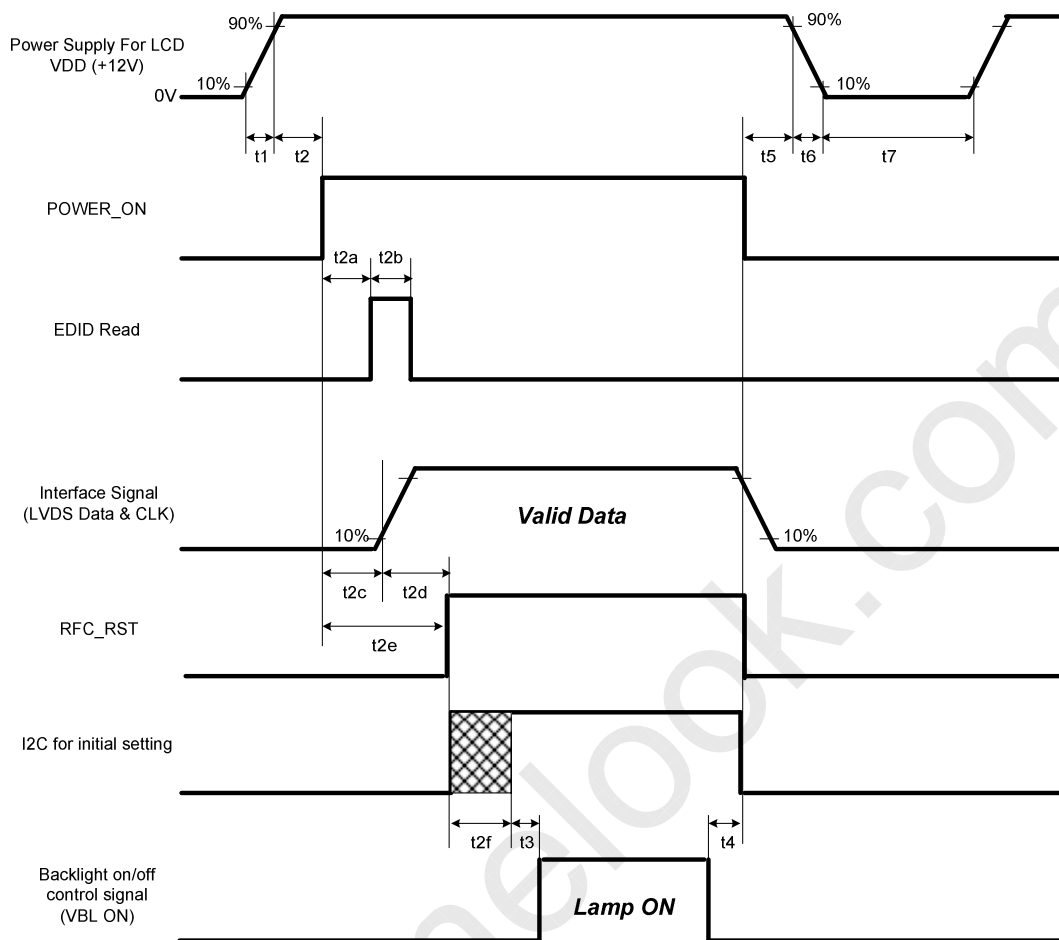 90%
90%
Power Supply For LCD
VDD (+12V)
10%
10%
0V
t1
t2
t5
t6
t7
POWER_ON
t2a
t2b
EDID Read
Interface Signal
(LVDS Data & CLK)
Valid Data
10%
10%
t2c
t2d
RFC_RST
t2e
I2C for initial setting
t2f
t3
t4
Backlight on/off
control signal
(VBL ON)
Lamp ON
nelook.com